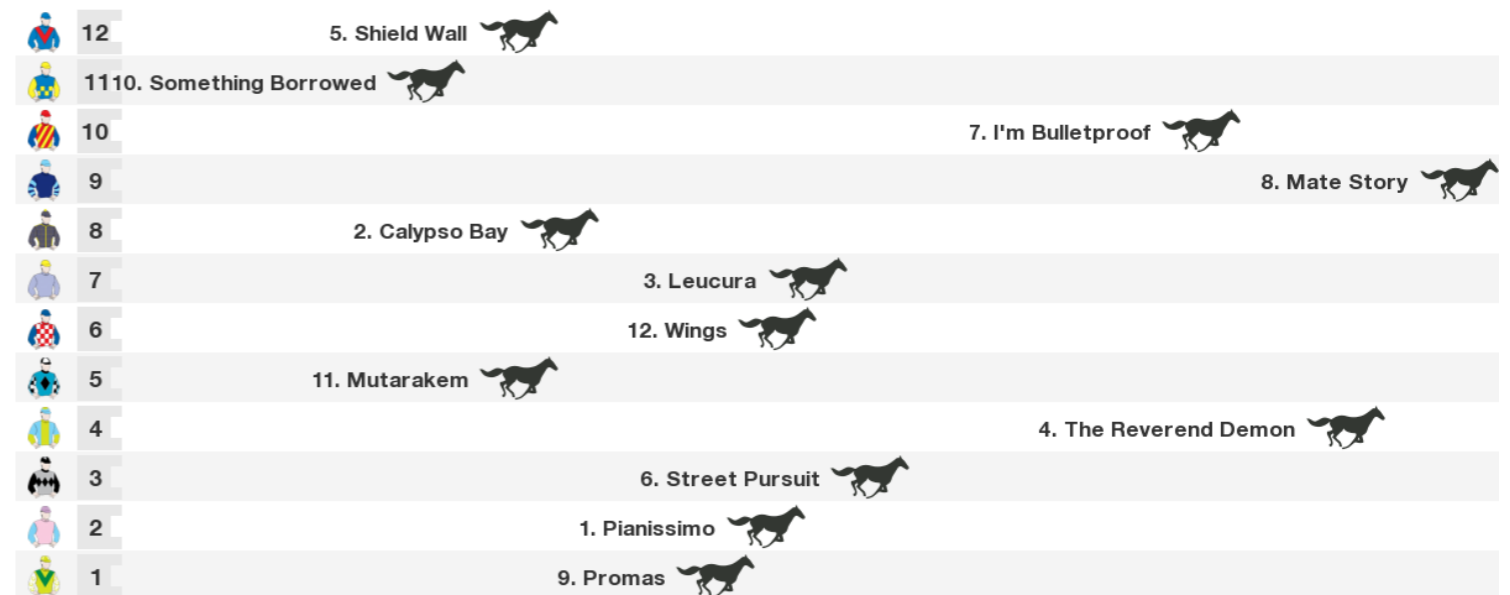 12 5. Shield Wall
11 10. Something Borrowed
10 7. I'm Bulletproof
9 8. Mate Story
8 2. Calypso Bay
7 3. Leucura
6 12. Wings
5 11. Mutarakem
4 4. The Reverend Demon
3 6. Street Pursuit
2 1. Pianissimo
1 9. Promas